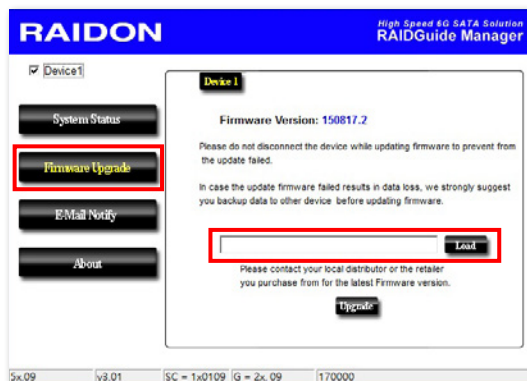 RAIDON
High Speed 6G SATA Solution
RAIDGuide Manager
Device1
System Status
Firmware Upgrade
E-Mail Notify
About
Device 1
Firmware Version: 150817.2
Please do not disconnect the device while updating firmware to prevent from
the update failed.
In case the update firmware failed results in data loss, we strongly suggest
you backup data to other device before updating firmware.
Load
Please contact your local distributor or the retailer
you purchase from for the latest Firmware version.
Upgrade
5x.09 v3.01 SC = 1x0109 G = 2x. 09 170000